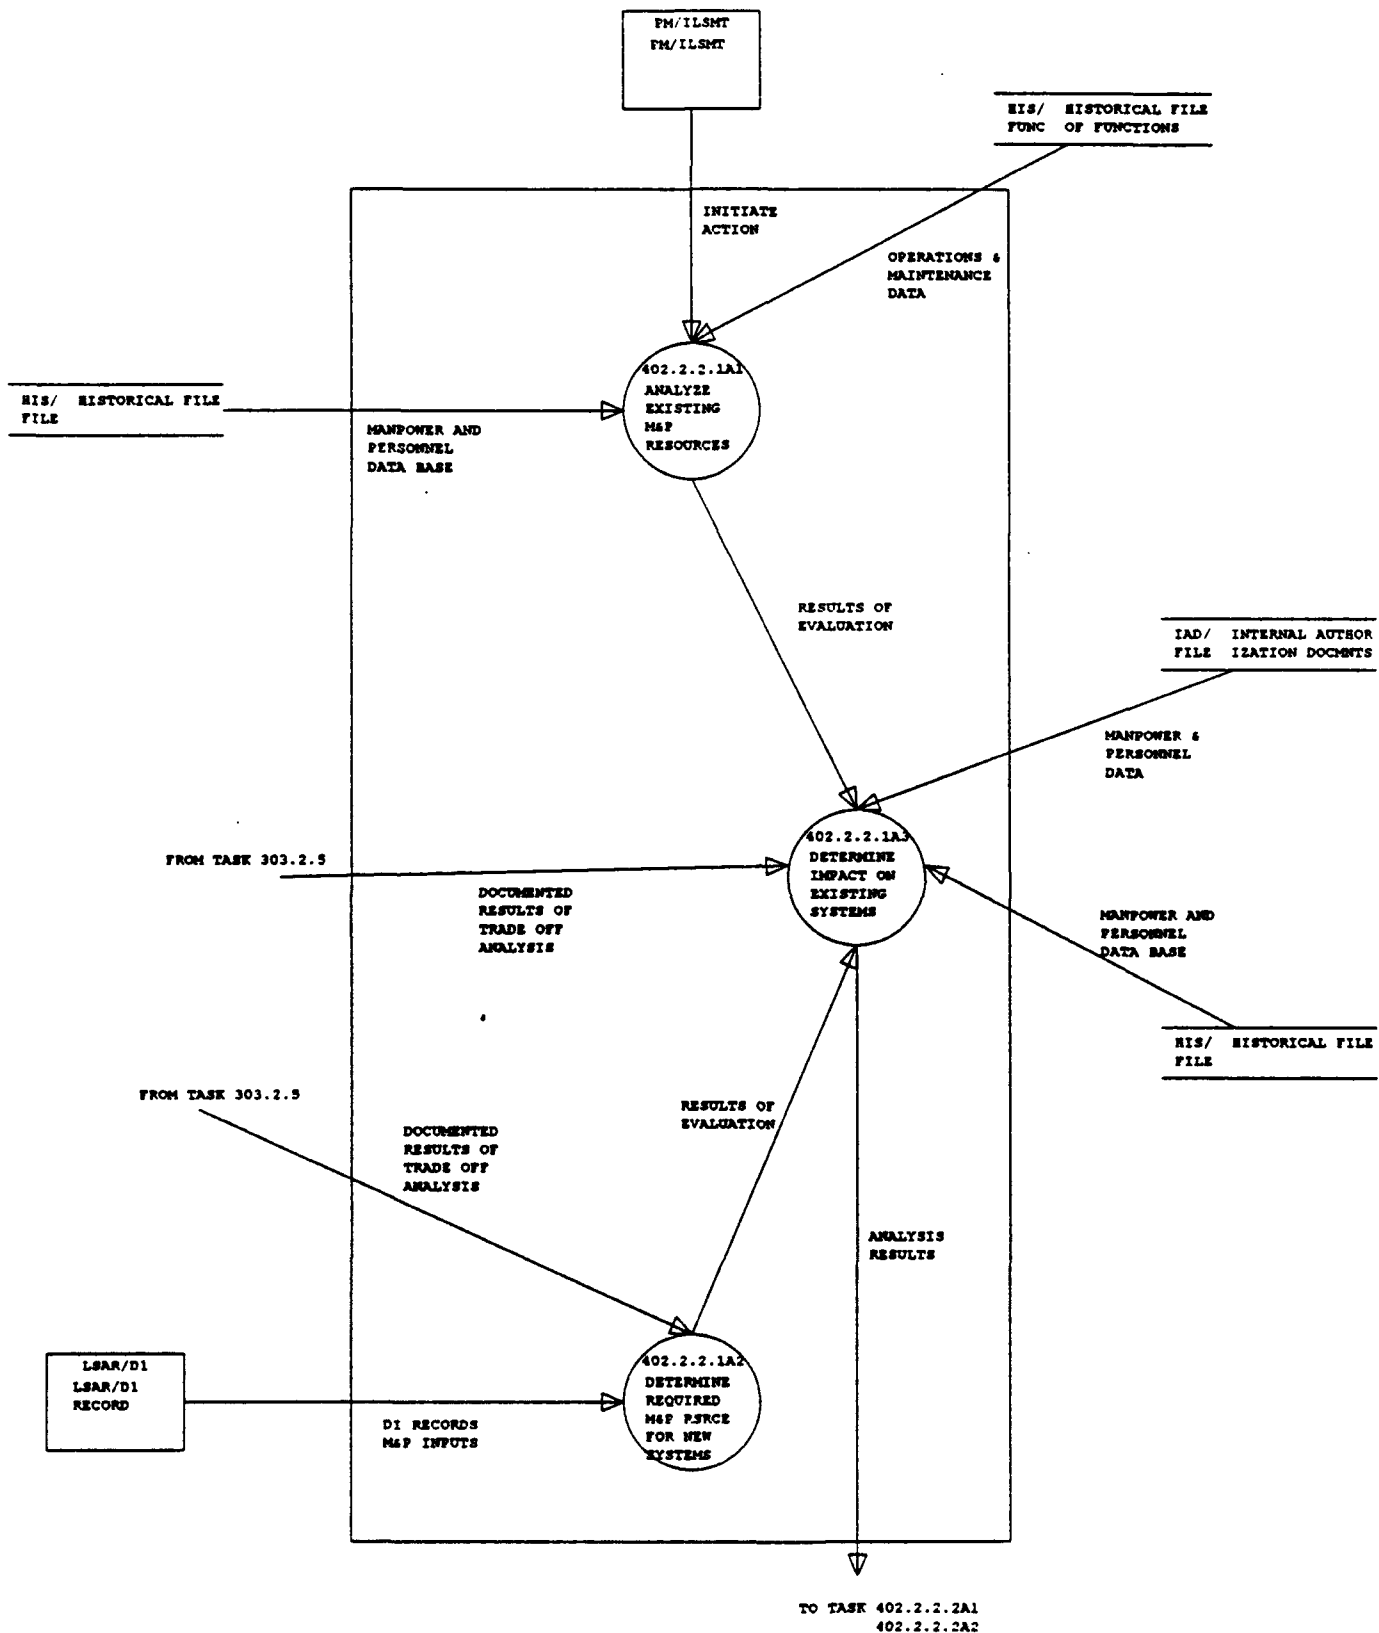 PM/ILSMT
PM/ILSMT
HIS/ HISTORICAL FILE
FUNC OF FUNCTIONS
INITIATE
ACTION
OPERATIONS &
MAINTENANCE
DATA
402.2.2.1A1
ANALYZE
EXISTING
M&P
RESOURCES
HIS/ HISTORICAL FILE
FILE
MANPOWER AND
PERSONNEL
DATA BASE
RESULTS OF
EVALUATION
IAD/ INTERNAL AUTHOR
FILE IZATION DOCMNTS
MANPOWER &
PERSONNEL
DATA
402.2.2.1A3
DETERMINE
IMPACT ON
EXISTING
SYSTEMS
FROM TASK 303.2.5
DOCUMENTED
RESULTS OF
TRADE OFF
ANALYSIS
MANPOWER AND
PERSONNEL
DATA BASE
HIS/ HISTORICAL FILE
FILE
FROM TASK 303.2.5
DOCUMENTED
RESULTS OF
TRADE OFF
ANALYSIS
RESULTS OF
EVALUATION
ANALYSIS
RESULTS
LSAR/D1
LSAR/D1
RECORD
DI RECORDS
M&P INPUTS
402.2.2.1A2
DETERMINE
REQUIRED
M&P RSRCE
FOR NEW
SYSTEMS
TO TASK 402.2.2.2A1
402.2.2.2A2